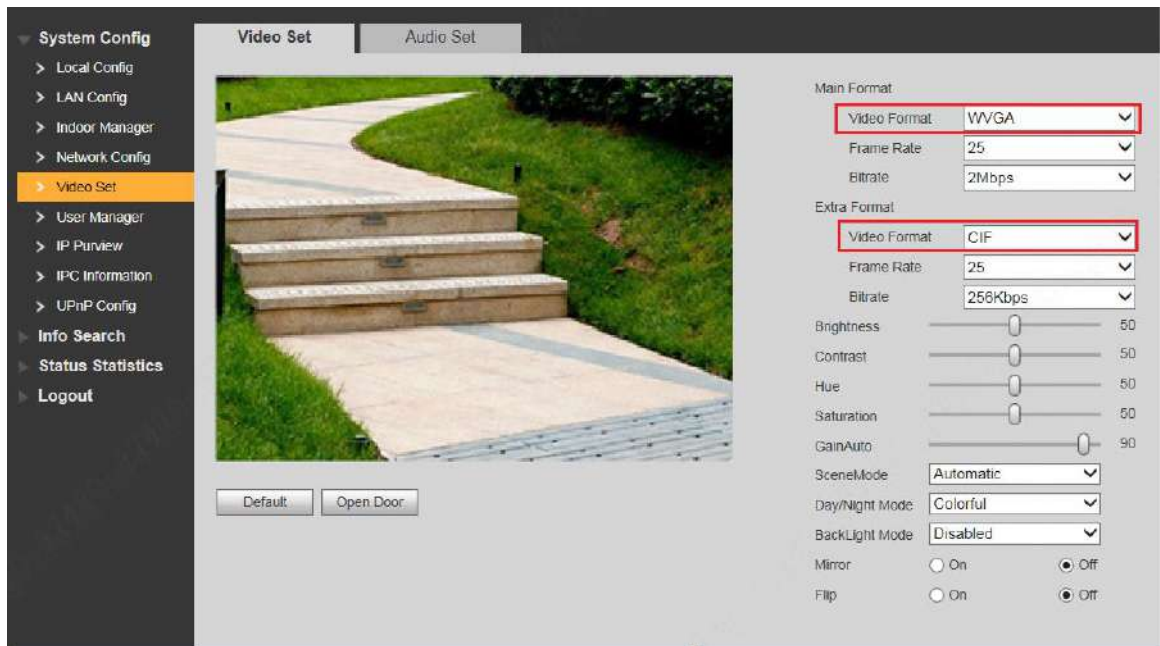 System Config
Local Config
LAN Config
Indoor Manager
Network Config
Video Set
User Manager
IP Purview
IPC Information
UPnP Config
Info Search
Status Statistics
Logout
Video Set Audio Set
Main Format
Video Format WVGA
Frame Rate 25
Bitrate 2Mbps
Extra Format
Video Format CIF
Frame Rate 25
Bitrate 256Kbps
Brightness 50
Contrast 50
Hue 50
Saturation 50
GainAuto 90
SceneMode Automatic
Day/Night Mode Colorful
BackLight Mode Disabled
Mirror On Off
Flip On Off
Default Open Door